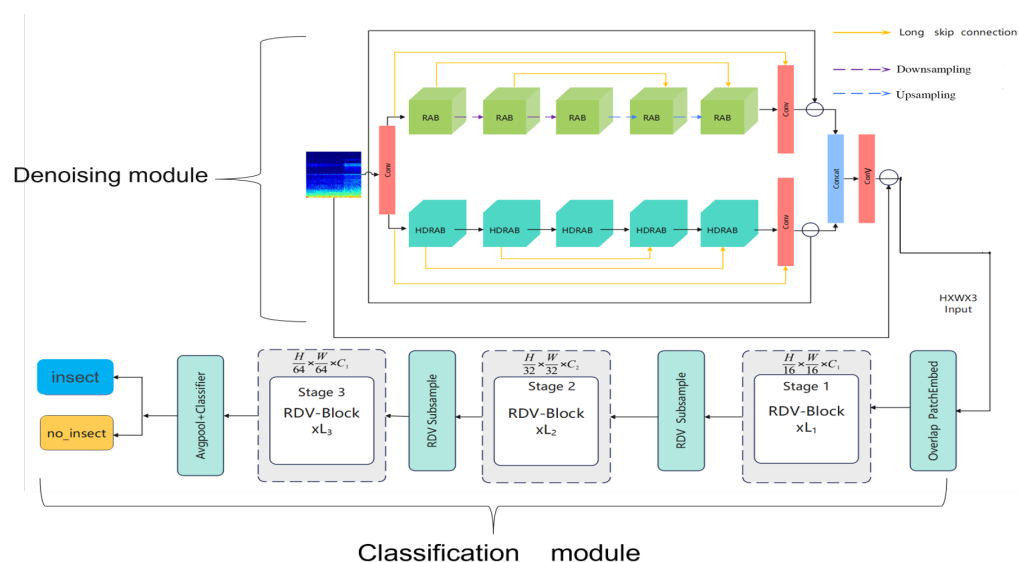 Long skip connection
Downsampling
Upsampling
Denoising module
Conv
RAB
RAB
RAB
RAB
RAB
Conv
HDRAB
HDRAB
HDRAB
HDRAB
HDRAB
Conv
Concat
Conv
HXWX3
Input
insect
no_insect
Avgpool+Classifier
H/64 × W/64 × C₁
Stage 3
RDV-Block
xL₃
RDV Subsample
H/32 × W/32 × C₂
Stage 2
RDV-Block
xL₂
RDV Subsample
H/16 × W/16 × C₁
Stage 1
RDV-Block
xL₁
Overlap PatchEmbed
Classification module